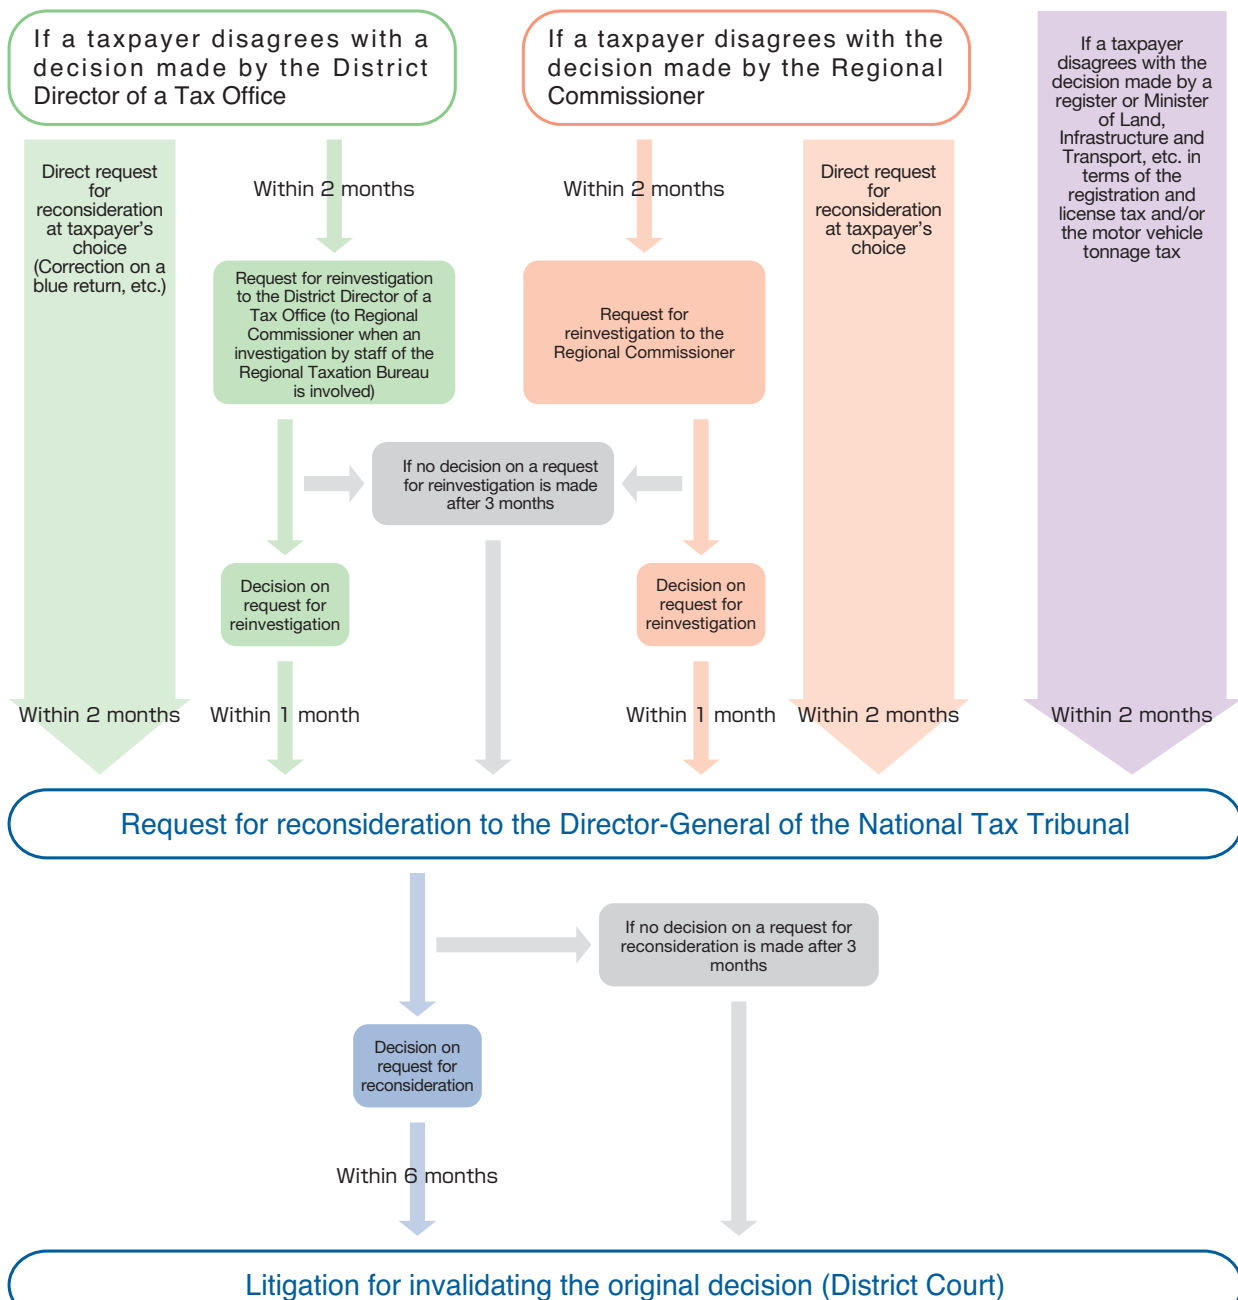 If a taxpayer disagrees with a
decision made by the District
Director of a Tax Office
If a taxpayer disagrees with the
decision made by the Regional
Commissioner
If a taxpayer
disagrees with the
decision made by a
register or Minister
of Land,
Infrastructure and
Transport, etc. in
terms of the
registration and
license tax and/or
the motor vehicle
tonnage tax
Direct request
for
reconsideration
at taxpayer's
choice
(Correction on a
blue return, etc.)
Within 2 months
Within 2 months
Direct request
for
reconsideration
at taxpayer's
choice
Request for reinvestigation
to the District Director of a
Tax Office (to Regional
Commissioner when an
investigation by staff of the
Regional Taxation Bureau
is involved)
Request for
reinvestigation to the
Regional Commissioner
If no decision on a request
for reinvestigation is made
after 3 months
Decision on
request for
reinvestigation
Decision on
request for
reinvestigation
Within 2 months
Within 1 month
Within 1 month
Within 2 months
Within 2 months
Request for reconsideration to the Director-General of the National Tax Tribunal
If no decision on a request for
reconsideration is made after 3
months
Decision on
request for
reconsideration
Within 6 months
Litigation for invalidating the original decision (District Court)